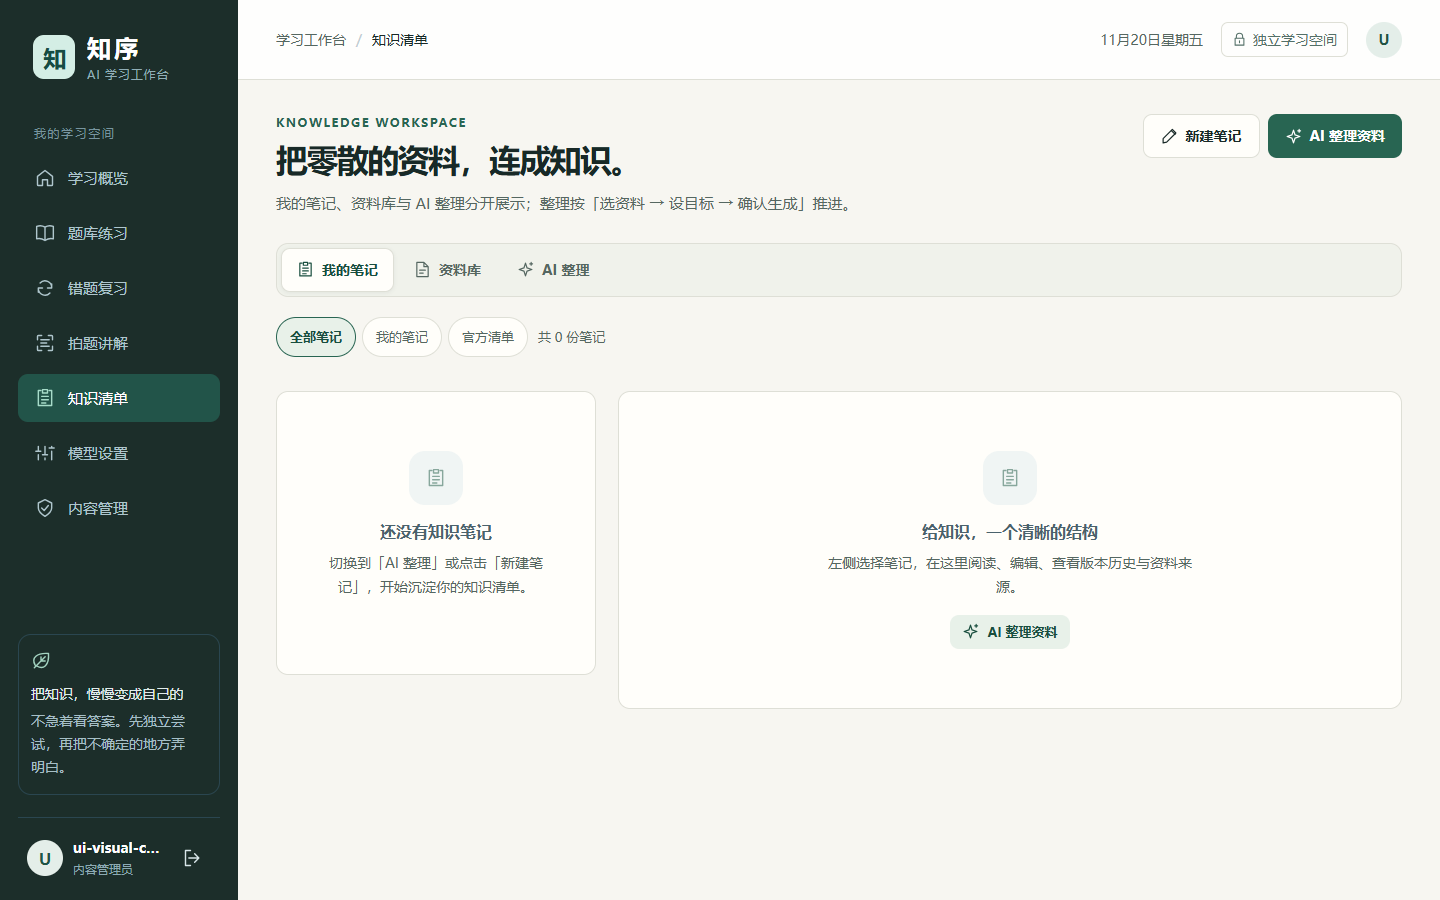 知
知序
AI 学习工作台
我的学习空间
学习概览
题库练习
错题复习
拍题讲解
知识清单
模型设置
内容管理
把知识，慢慢变成自己的
不急着看答案。先独立尝
试，再把不确定的地方弄
明白。
U
ui-visual-c...
内容管理员
学习工作台 / 知识清单
11月20日星期五
独立学习空间
U
KNOWLEDGE WORKSPACE
把零散的资料，连成知识。
我的笔记、资料库与 AI 整理分开展示；整理按「选资料 → 设目标 → 确认生成」推进。
新建笔记
AI 整理资料
我的笔记
资料库
AI 整理
全部笔记
我的笔记
官方清单
共 0 份笔记
还没有知识笔记
切换到「AI 整理」或点击「新建笔
记」，开始沉淀你的知识清单。
给知识，一个清晰的结构
左侧选择笔记，在这里阅读、编辑、查看版本历史与资料来
源。
AI 整理资料